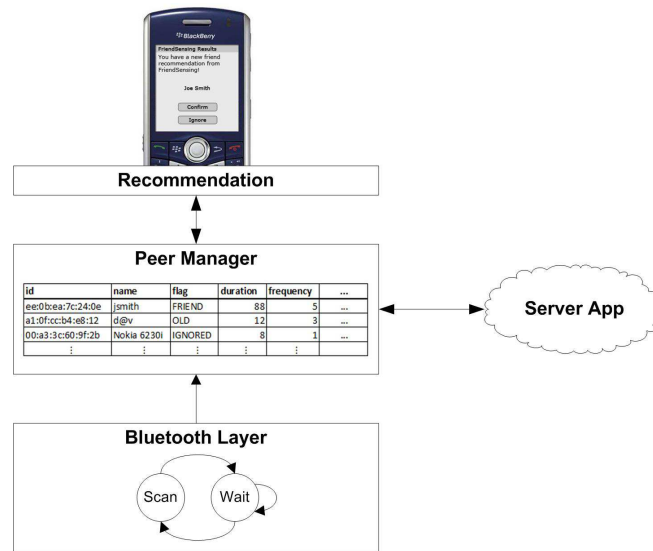 BlackBerry
FriendSensing Results
You have a new friend
recommendation from
FriendSensing!
Joe Smith
Confirm
Ignore
Recommendation
Peer Manager
id name flag duration frequency ...
ee:0b:ea:7c:24:0e jsmith FRIEND 88 5 ...
a1:0f:cc:b4:e8:12 d@v OLD 12 3 ...
00:a3:3c:60:9f:2b Nokia 6230i IGNORED 8 1 ...
⋮ ⋮ ⋮ ⋮ ⋮
Server App
Bluetooth Layer
Scan Wait